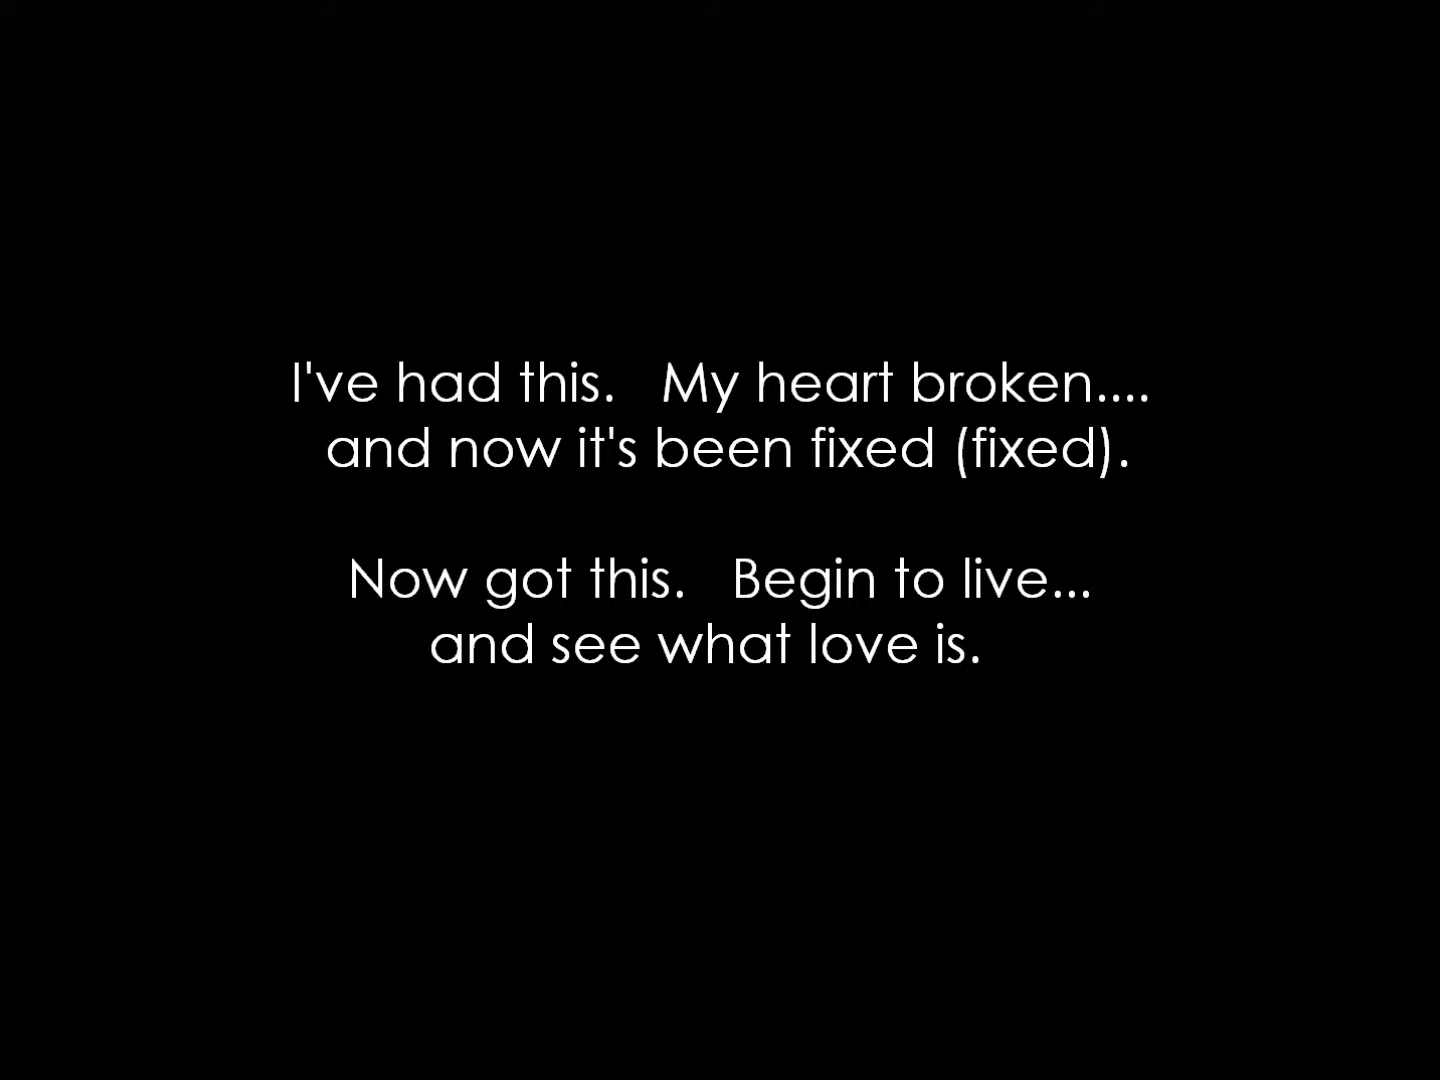 I've had this.   My heart broken....
and now it's been fixed (fixed).
Now got this.   Begin to live...
and see what love is.